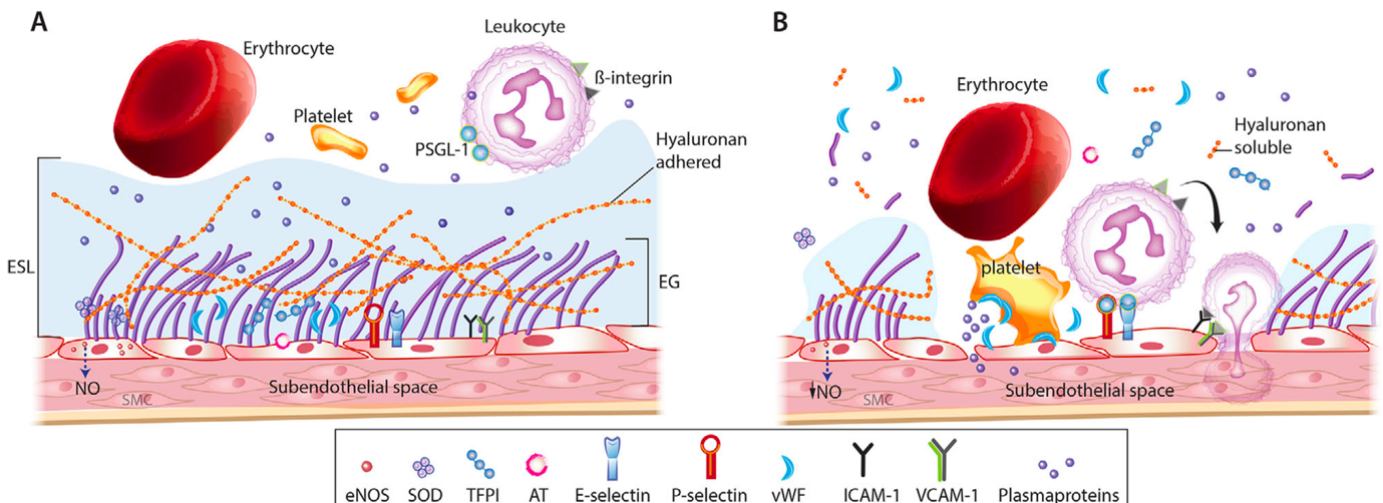 A
Erythrocyte
Leukocyte
ß-integrin
Platelet
PSGL-1
Hyaluronan
adhered
ESL
EG
NO
SMC
Subendothelial space
B
Erythrocyte
Hyaluronan
soluble
platelet
NO
SMC
Subendothelial space
eNOS
SOD
TFPI
AT
E-selectin
P-selectin
vWF
ICAM-1
VCAM-1
Plasmaproteins